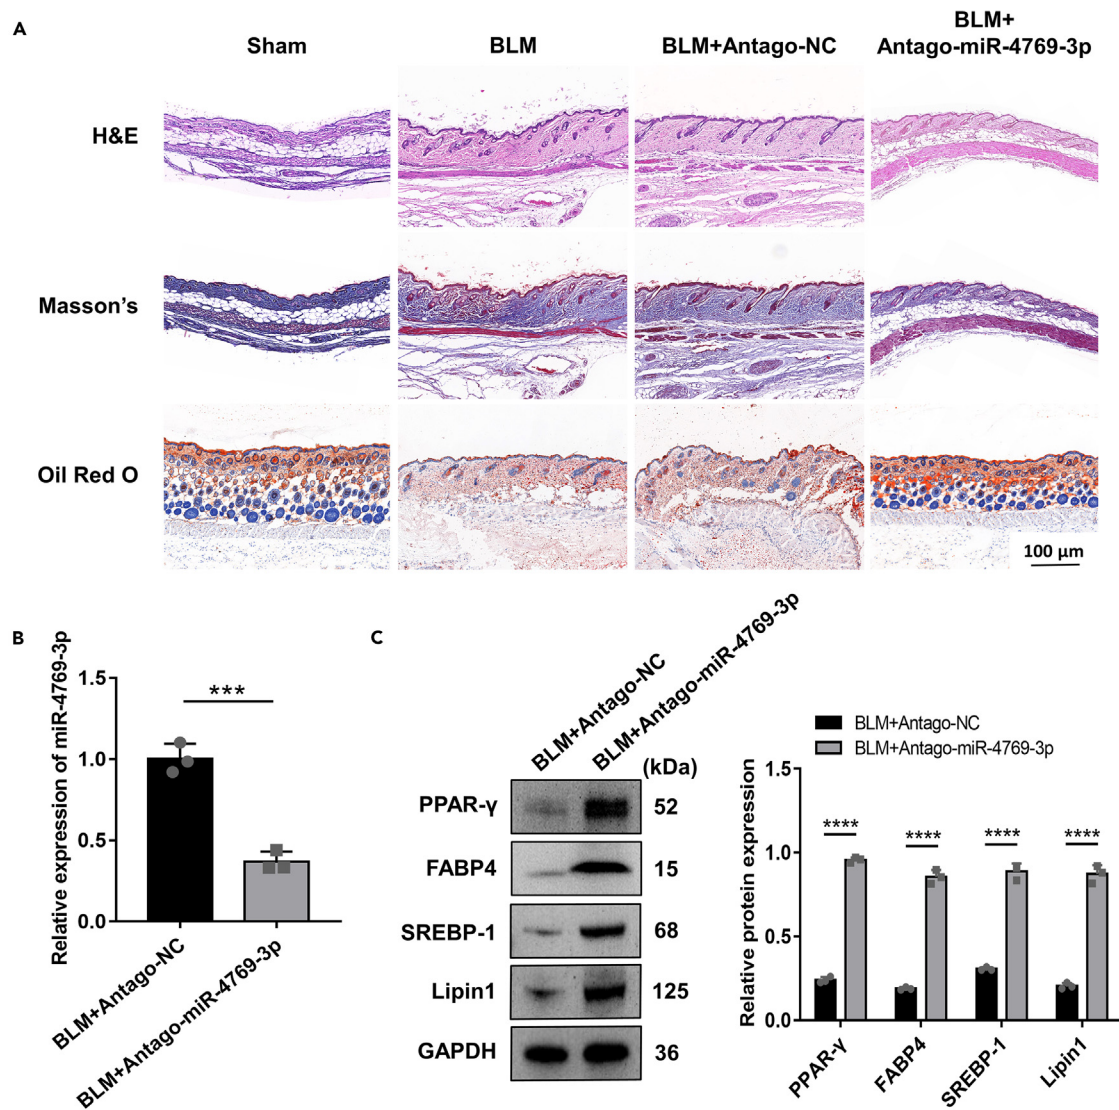 A
Sham
BLM
BLM+Antago-NC
BLM+
Antago-miR-4769-3p
H&E
Masson's
Oil Red O
100 μm
B
Relative expression of miR-4769-3p
1.5
1.0
0.5
0.0
***
BLM+Antago-NC
BLM+Antago-miR-4769-3p
C
BLM+Antago-NC
BLM+Antago-miR-4769-3p
(kDa)
PPAR-γ
52
FABP4
15
SREBP-1
68
Lipin1
125
GAPDH
36
BLM+Antago-NC
BLM+Antago-miR-4769-3p
Relative protein expression
1.5
1.0
0.5
0.0
****
****
****
****
PPAR-γ
FABP4
SREBP-1
Lipin1